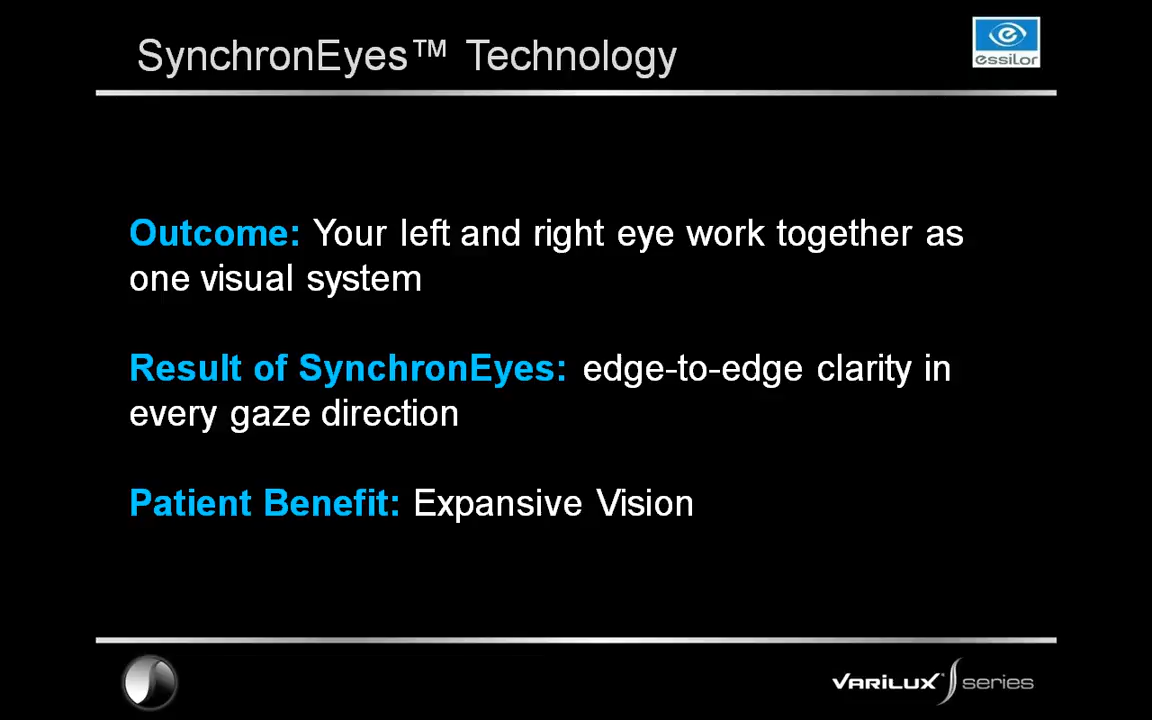 SynchronEyes™ Technology
essilor
Outcome: Your left and right eye work together as
one visual system
Result of SynchronEyes: edge-to-edge clarity in
every gaze direction
Patient Benefit: Expansive Vision
VARILUX® S series